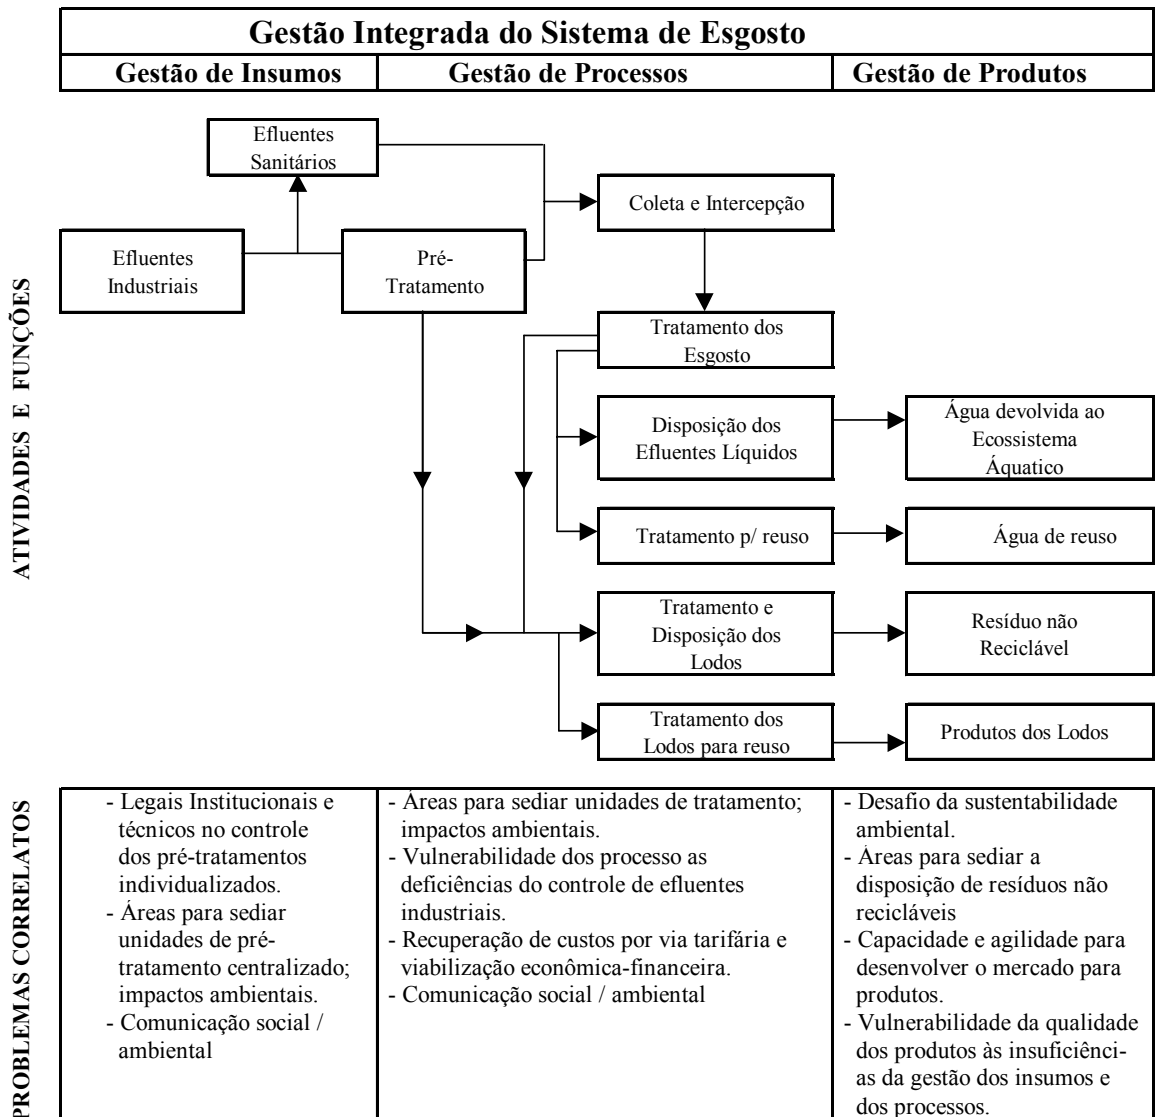 Gestão Integrada do Sistema de Esgosto
Gestão de Insumos
Gestão de Processos
Gestão de Produtos
ATIVIDADES E FUNÇÕES
Efluentes
Sanitários
Coleta e Intercepção
Efluentes
Industriais
Pré-
Tratamento
Tratamento dos
Esgosto
Disposição dos
Efluentes Líquidos
Água devolvida ao
Ecossistema
Áquatico
Tratamento p/ reuso
Água de reuso
Tratamento e
Disposição dos
Lodos
Resíduo não
Reciclável
Tratamento dos
Lodos para reuso
Produtos dos Lodos
PROBLEMAS CORRELATOS
- Legais Institucionais e
técnicos no controle
dos pré-tratamentos
individualizados.
- Áreas para sediar
unidades de pré-
tratamento centralizado;
impactos ambientais.
- Comunicação social /
ambiental
- Áreas para sediar unidades de tratamento;
impactos ambientais.
- Vulnerabilidade dos processo as
deficiências do controle de efluentes
industriais.
- Recuperação de custos por via tarifária e
viabilização econômica-financeira.
- Comunicação social / ambiental
- Desafio da sustentabilidade
ambiental.
- Áreas para sediar a
disposição de resíduos não
recicláveis
- Capacidade e agilidade para
desenvolver o mercado para
produtos.
- Vulnerabilidade da qualidade
dos produtos às insuficiênci-
as da gestão dos insumos e
dos processos.